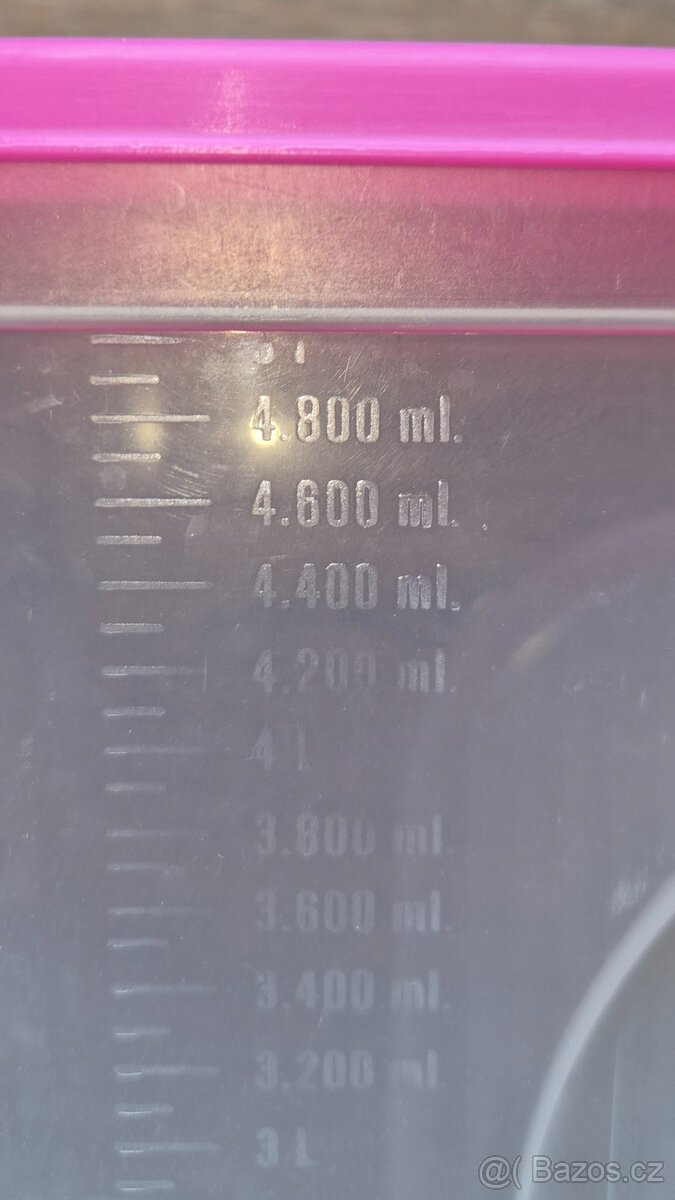 4.800 ml.
4.600 ml.
4.400 ml.
4.200 ml.
4 L
3.800 ml.
3.600 ml.
3.400 ml.
3.200 ml.
3 L
@( Bazos.cz